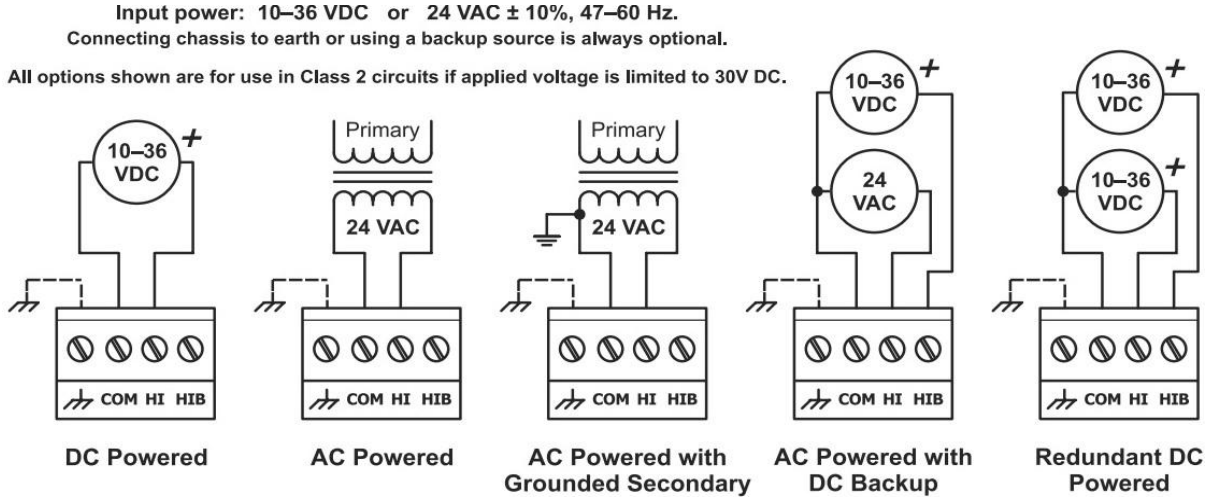 Input power: 10–36 VDC or 24 VAC ± 10%, 47–60 Hz.
Connecting chassis to earth or using a backup source is always optional.
All options shown are for use in Class 2 circuits if applied voltage is limited to 30V DC.
10–36
VDC
+
COM HI HIB
DC Powered
Primary
24 VAC
COM HI HIB
AC Powered
Primary
24 VAC
COM HI HIB
AC Powered with
Grounded Secondary
10–36
VDC
+
24
VAC
COM HI HIB
AC Powered with
DC Backup
10–36
VDC
+
10–36
VDC
+
COM HI HIB
Redundant DC
Powered